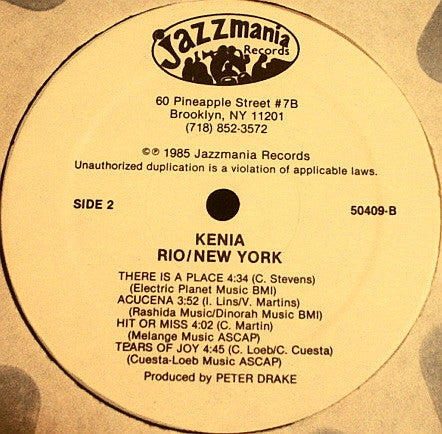 jazzmania
Records
60 Pineapple Street #7B
Brooklyn, NY 11201
(718) 852-3572
©℗ 1985 Jazzmania Records
Unauthorized duplication is a violation of applicable laws.
SIDE 2
50409-B
KENIA
RIO/NEW YORK
THERE IS A PLACE 4:34 (C. Stevens)
(Electric Planet Music BMI)
ACUCENA 3:52 (I. Lins/V. Martins)
(Rashida Music/Dinorah Music BMI)
HIT OR MISS 4:02 (C. Martin)
(Melange Music ASCAP)
TEARS OF JOY 4:45 (C. Loeb/C. Cuesta)
(Cuesta-Loeb Music ASCAP)
Produced by PETER DRAKE